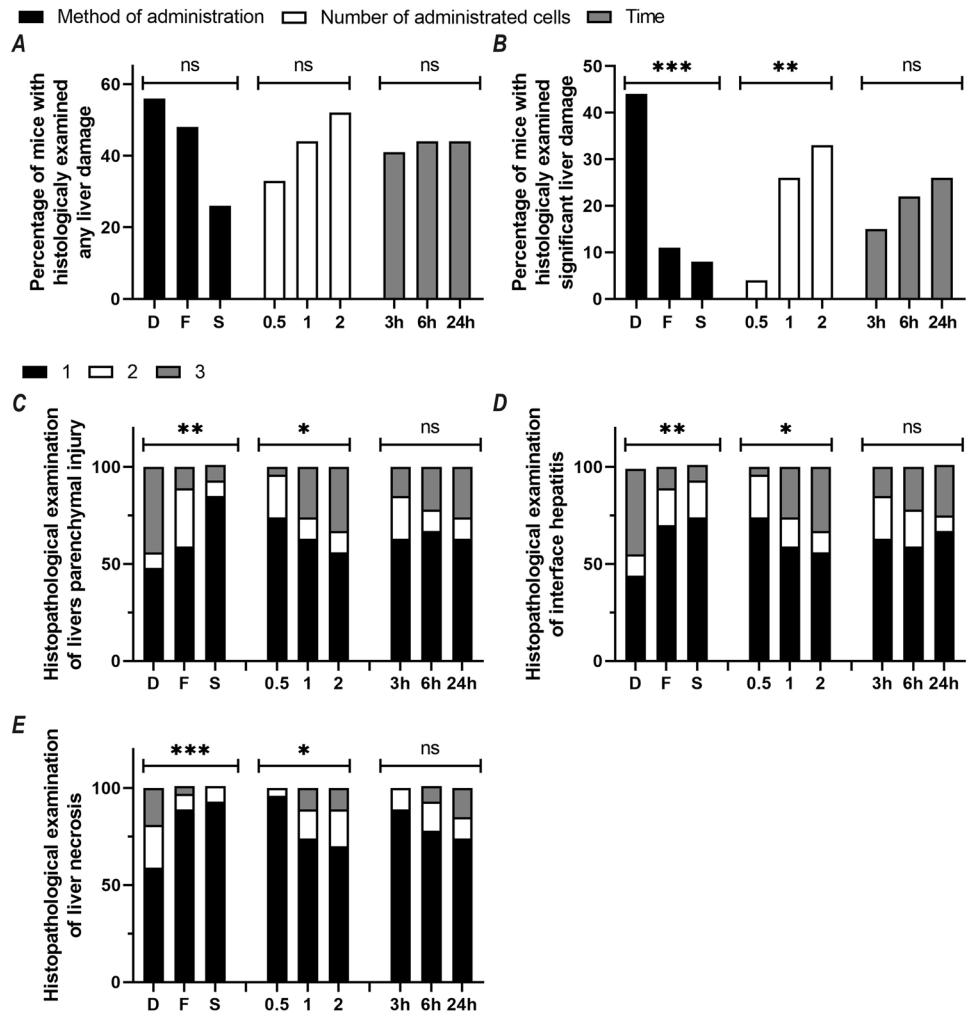 Method of administration Number of administrated cells Time
A
Percentage of mice with
histologicaly examined
any liver damage
ns ns ns
60
40
20
0
D F S 0.5 1 2 3h 6h 24h
B
Percentage of mice with
histologicaly examined
significant liver damage
*** ** ns
50
40
30
20
10
0
D F S 0.5 1 2 3h 6h 24h
1 2 3
C
Histopathological examination
of livers parenchymal injury
** * ns
100
50
0
D F S 0.5 1 2 3h 6h 24h
D
Histopathological examination
of interface hepatitis
** * ns
100
50
0
D F S 0.5 1 2 3h 6h 24h
E
Histopathological examination
of liver necrosis
*** * ns
100
50
0
D F S 0.5 1 2 3h 6h 24h